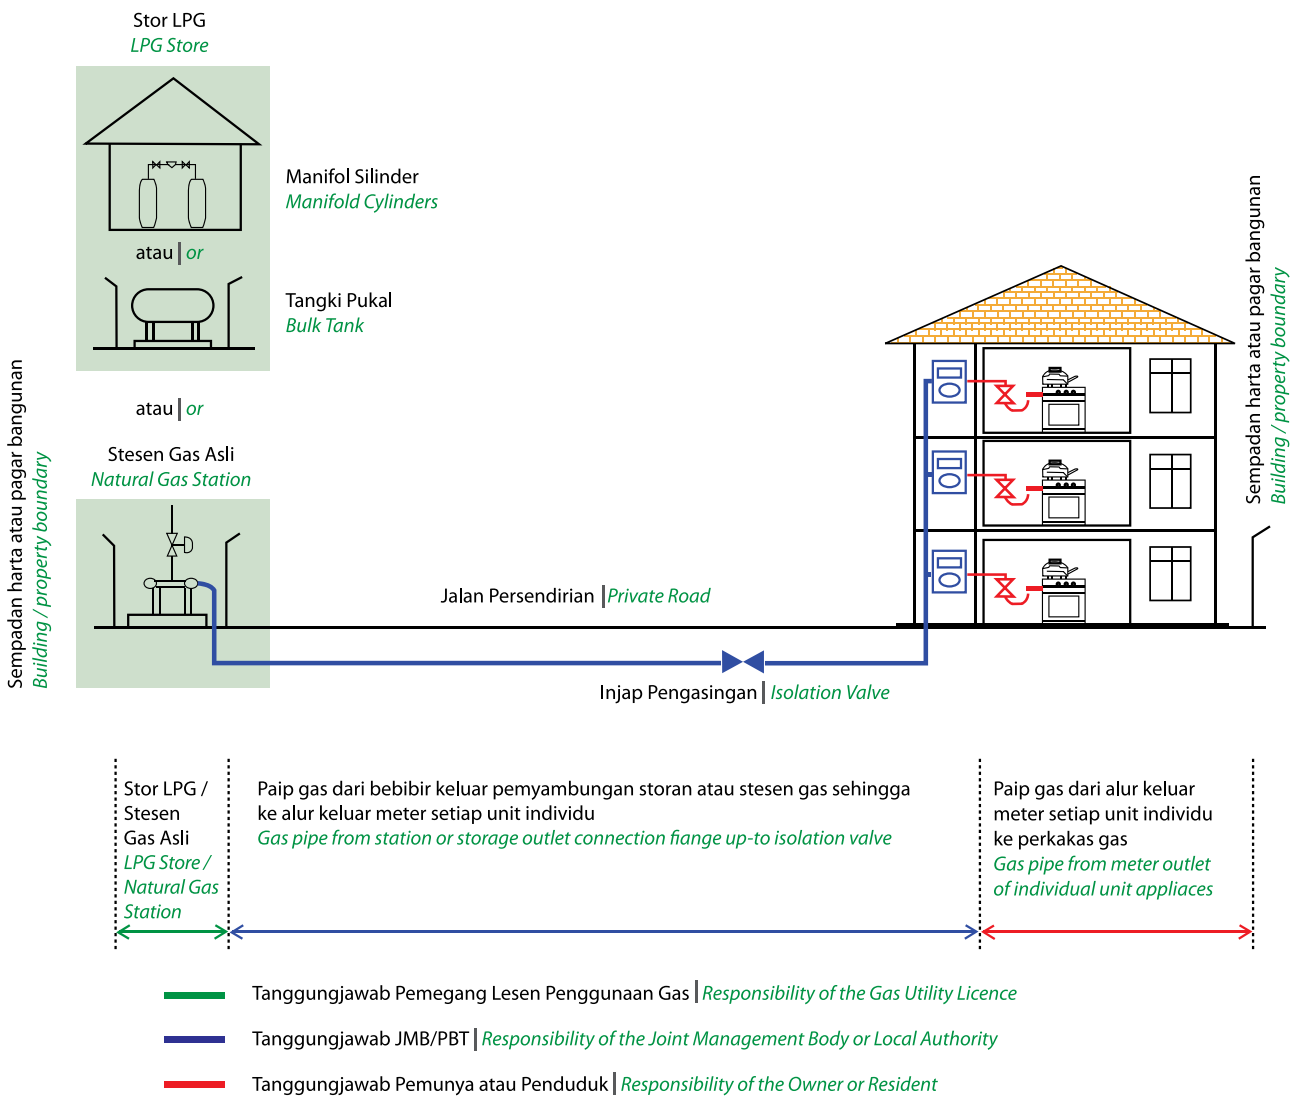 Stor LPG
LPG Store
Manifol Silinder
Manifold Cylinders
atau | or
Tangki Pukal
Bulk Tank
atau | or
Stesen Gas Asli
Natural Gas Station
Sempadan harta atau pagar bangunan
Building / property boundary
Sempadan harta atau pagar bangunan
Building / property boundary
Jalan Persendirian | Private Road
Injap Pengasingan | Isolation Valve
Stor LPG /
Stesen
Gas Asli
LPG Store /
Natural Gas
Station
Paip gas dari bebibir keluar pemyambungan storan atau stesen gas sehingga
ke alur keluar meter setiap unit individu
Gas pipe from station or storage outlet connection fiange up-to isolation valve
Paip gas dari alur keluar
meter setiap unit individu
ke perkakas gas
Gas pipe from meter outlet
of individual unit appliaces
Tanggungjawab Pemegang Lesen Penggunaan Gas | Responsibility of the Gas Utility Licence
Tanggungjawab JMB/PBT | Responsibility of the Joint Management Body or Local Authority
Tanggungjawab Pemunya atau Penduduk | Responsibility of the Owner or Resident